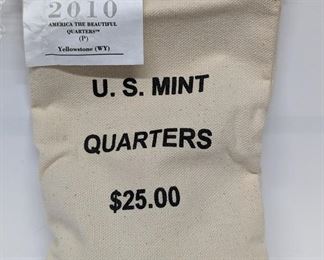 2010
AMERICA THE BEAUTIFUL
QUARTERS™
(P)
Yellowstone (WY)
U. S. MINT
QUARTERS
$25.00